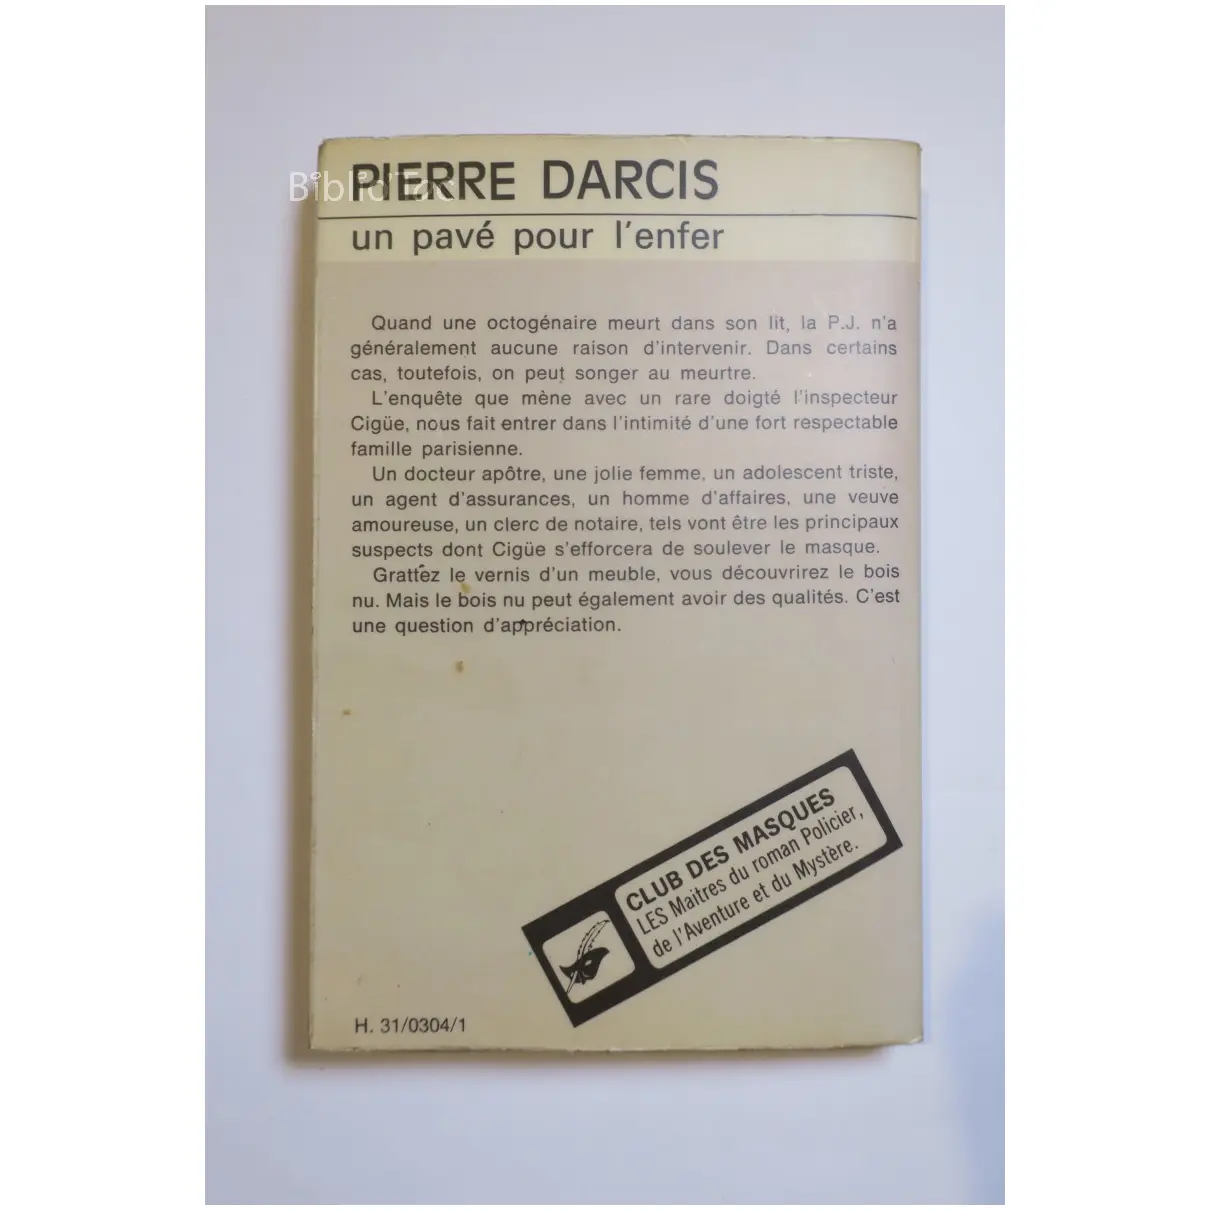 PIERRE DARCIS
BiblioToc
un pavé pour l'enfer
Quand une octogénaire meurt dans son lit, la P.J. n'a
généralement aucune raison d'intervenir. Dans certains
cas, toutefois, on peut songer au meurtre.
L'enquête que mène avec un rare doigté l'inspecteur
Cigüe, nous fait entrer dans l'intimité d'une fort respectable
famille parisienne.
Un docteur apôtre, une jolie femme, un adolescent triste,
un agent d'assurances, un homme d'affaires, une veuve
amoureuse, un clerc de notaire, tels vont être les principaux
suspects dont Cigüe s'efforcera de soulever le masque.
Grattez le vernis d'un meuble, vous découvrirez le bois
nu. Mais le bois nu peut également avoir des qualités. C'est
une question d'appréciation.
CLUB DES MASQUES
LES Maîtres du roman Policier,
de l'Aventure et du Mystère.
H. 31/0304/1